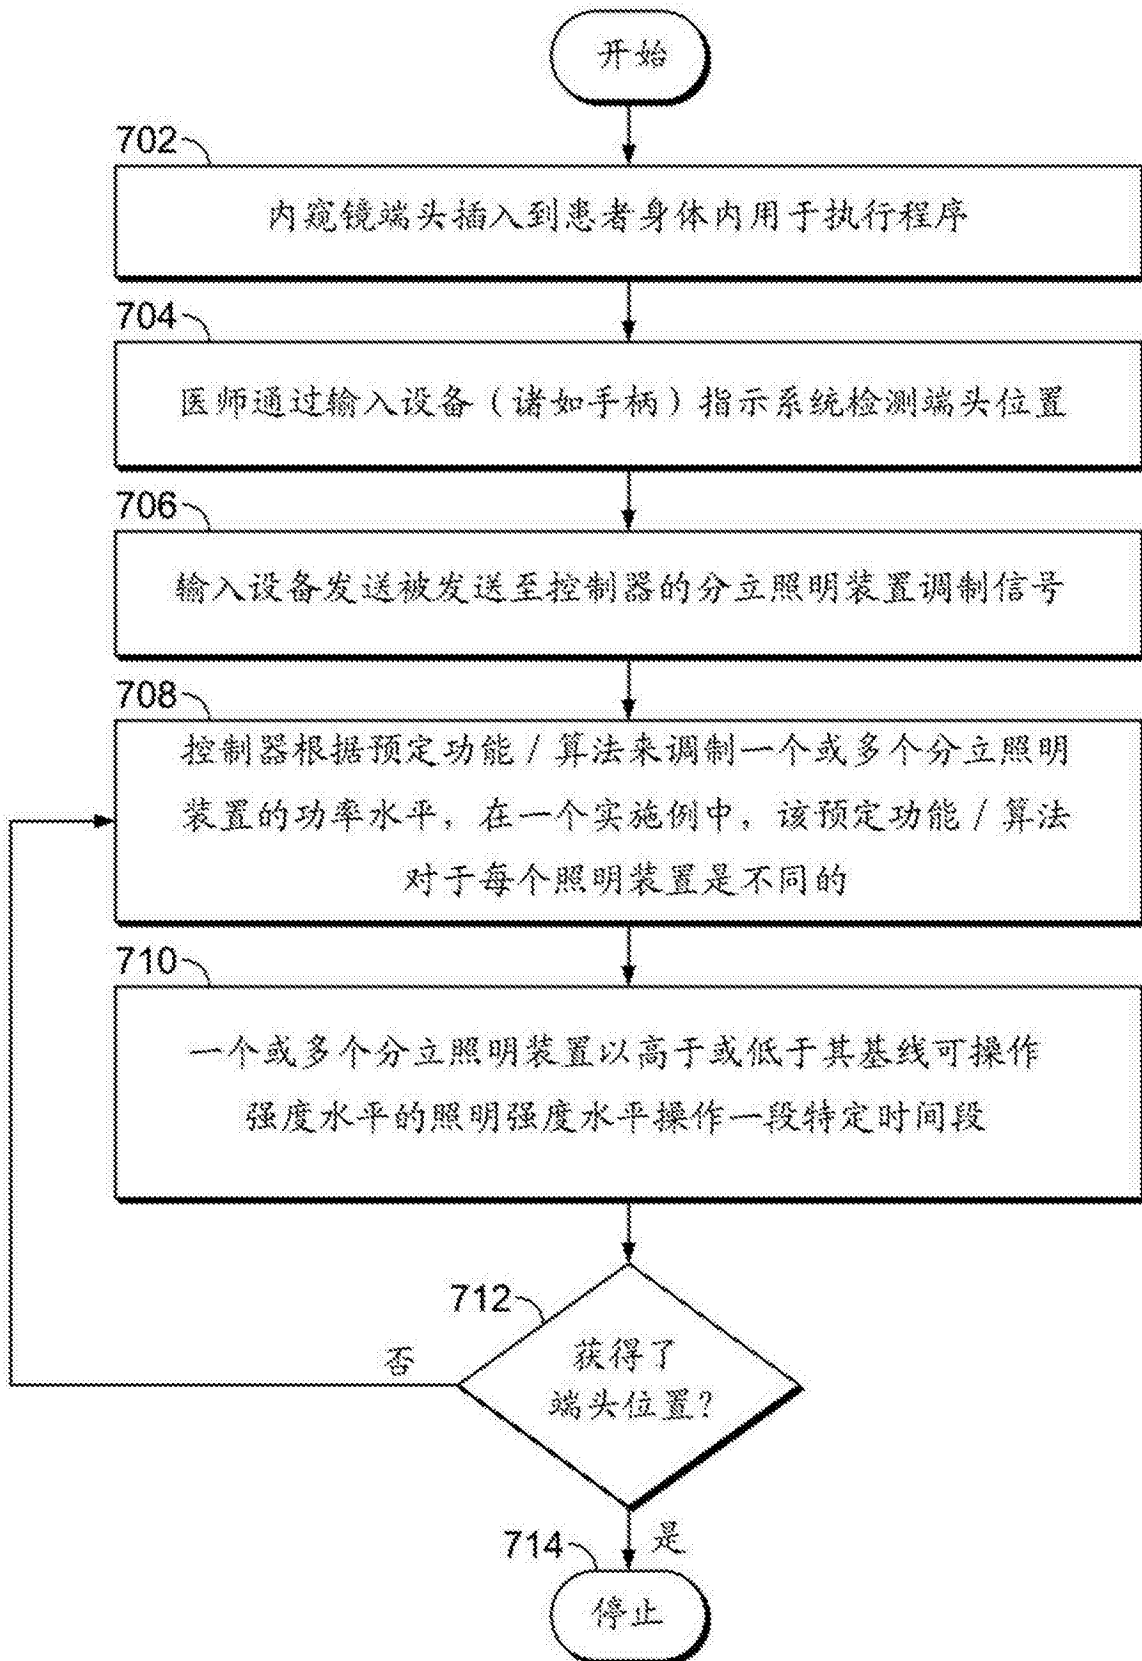 开始
702
内窥镜端头插入到患者身体内用于执行程序
704
医师通过输入设备（诸如手柄）指示系统检测端头位置
706
输入设备发送被发送至控制器的分立照明装置调制信号
708
控制器根据预定功能/算法来调制一个或多个分立照明
装置的功率水平，在一个实施例中，该预定功能/算法
对于每个照明装置是不同的
710
一个或多个分立照明装置以高于或低于其基线可操作
强度水平的照明强度水平操作一段特定时间段
712
获得了
端头位置?
否
是
714
停止